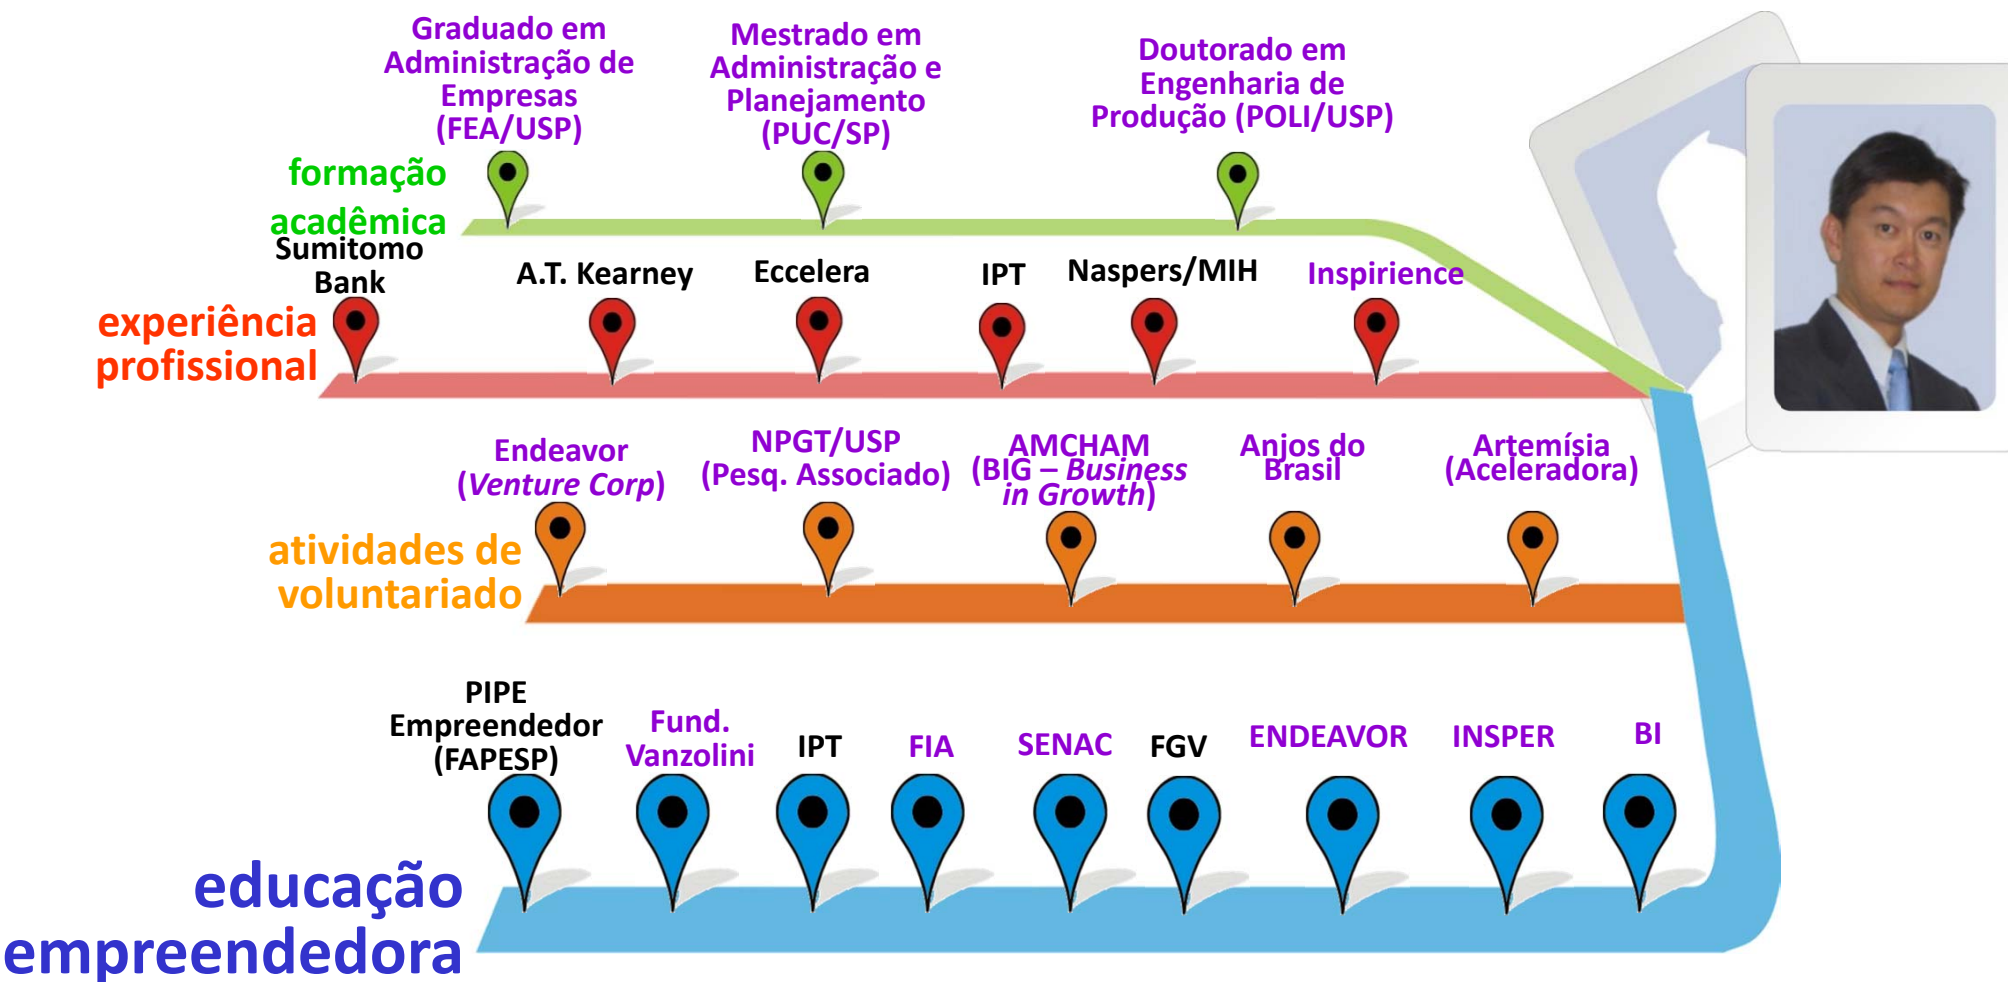 Graduado em
Administração de
Empresas
(FEA/USP)
Mestrado em
Administração e
Planejamento
(PUC/SP)
Doutorado em
Engenharia de
Produção (POLI/USP)
formação
acadêmica
Sumitomo
Bank
A.T. Kearney
Eccelera
IPT
Naspers/MIH
Inspirience
experiência
profissional
Endeavor
(Venture Corp)
NPGT/USP
(Pesq. Associado)
AMCHAM
(BIG – Business
in Growth)
Anjos do
Brasil
Artemísia
(Aceleradora)
atividades de
voluntariado
PIPE
Empreendedor
(FAPESP)
Fund.
Vanzolini
IPT
FIA
SENAC
FGV
ENDEAVOR
INSPER
BI
educação
empreendedora